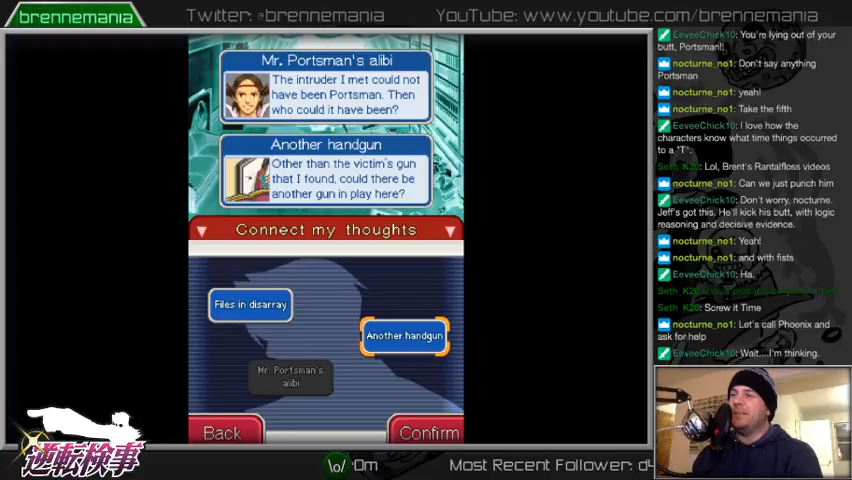 brennemania
Twitter: @brennemania
YouTube: www.youtube.com/brennemania
Mr. Portsman's alibi
The intruder I met could not
have been Portsman. Then
who could it have been?
Another handgun
Other than the victim's gun
that I found, could there be
another gun in play here?
Connect my thoughts
Files in disarray
Another handgun
Mr. Portsman's
alibi
Back
Confirm
逆転検事
\o/
0m
Most Recent Follower: d4
EeveeChick10: You're lying out of your
butt, Portsman!!
nocturne_no1: Don't say anything
Portsman
nocturne_no1: yeah!
nocturne_no1: Take the fifth
EeveeChick10: I love how the
characters know what time things occurred
to a "T".
Seth_K20: Lol, Brent's Rantalfloss videos
nocturne_no1: Can we just punch him
EeveeChick10: Don't worry, nocturne.
Jeff's got this. He'll kick his butt, with logic
reasoning and decisive evidence.
nocturne_no1: Yeah!
nocturne_no1: and with fists
EeveeChick10: Ha.
Seth_K20
Seth_K20: Screw it Time
nocturne_no1: Let's call Phoenix and
ask for help
EeveeChick10: Wait....I'm thinking.